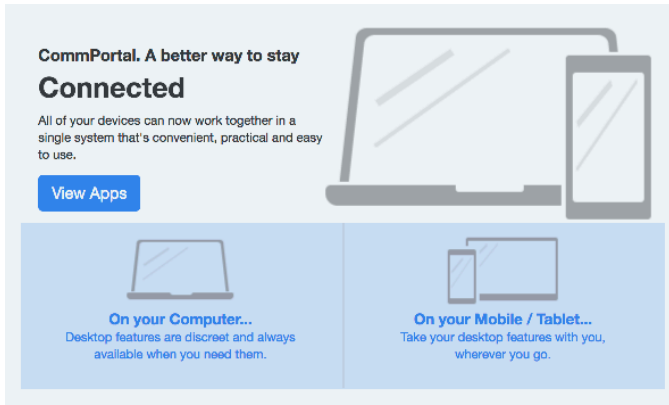 CommPortal. A better way to stay
Connected
All of your devices can now work together in a
single system that's convenient, practical and easy
to use.
View Apps
On your Computer...
Desktop features are discreet and always
available when you need them.
On your Mobile / Tablet...
Take your desktop features with you,
wherever you go.